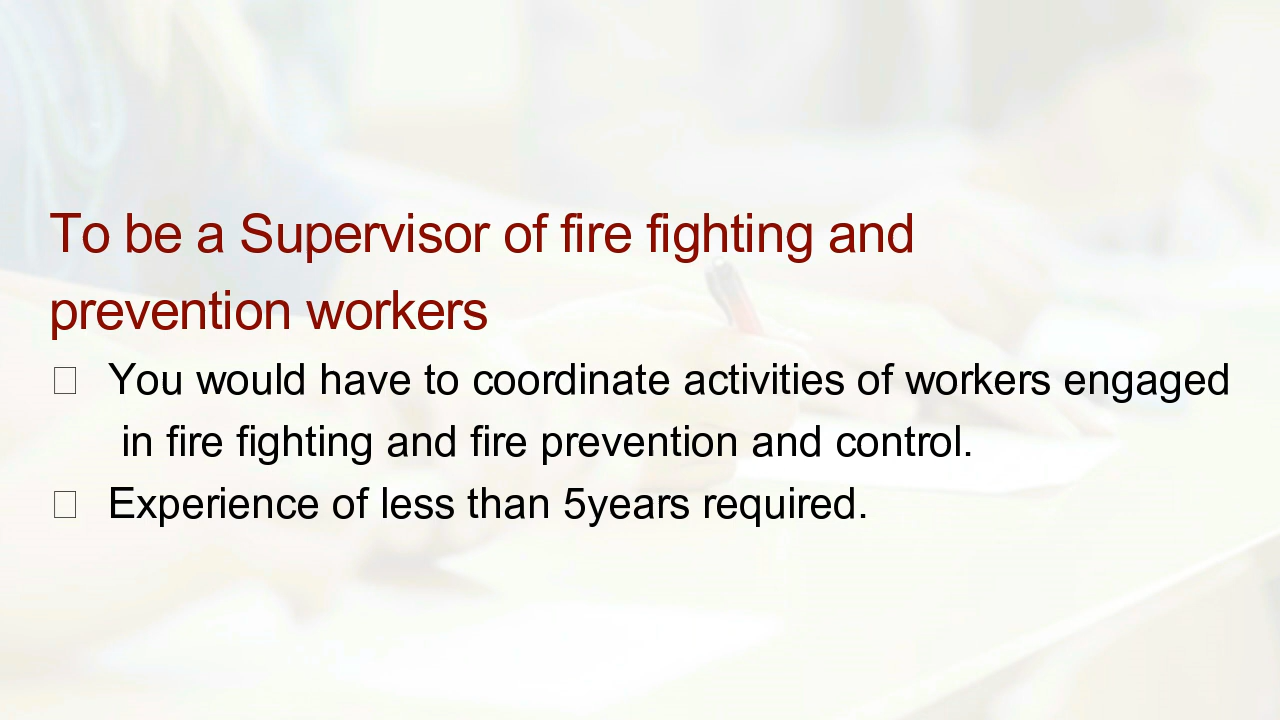 To be a Supervisor of fire fighting and
prevention workers
□ You would have to coordinate activities of workers engaged
in fire fighting and fire prevention and control.
□ Experience of less than 5years required.